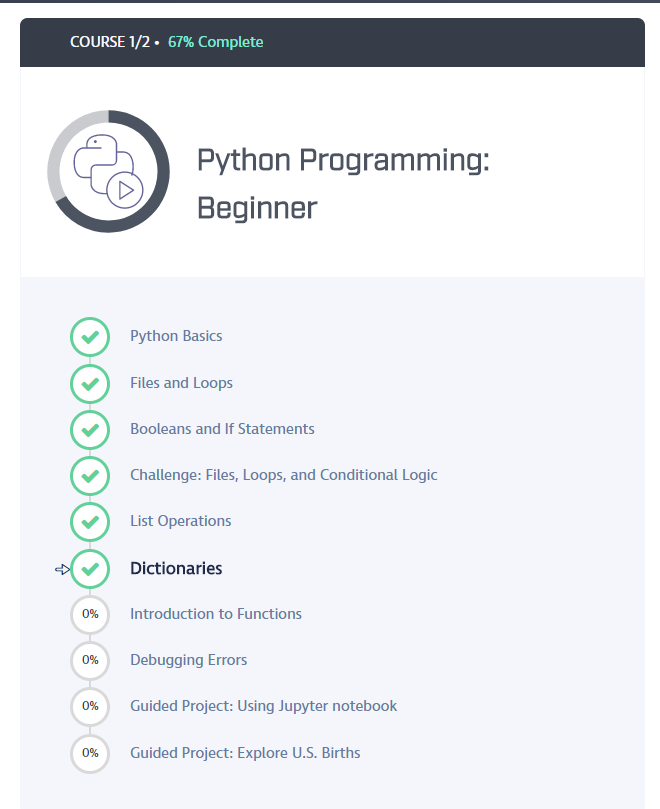 COURSE 1/2 • 67% Complete
Python Programming:
Beginner
Python Basics
Files and Loops
Booleans and If Statements
Challenge: Files, Loops, and Conditional Logic
List Operations
Dictionaries
0% Introduction to Functions
0% Debugging Errors
0% Guided Project: Using Jupyter notebook
0% Guided Project: Explore U.S. Births